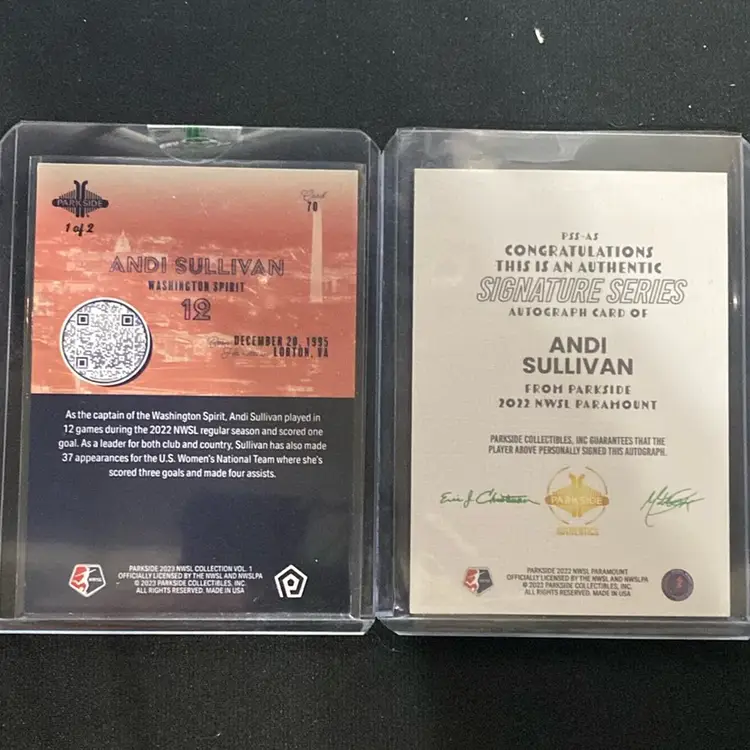 PARKSIDE
1 of 2
Card
70
ANDI SULLIVAN
WASHINGTON SPIRIT
12
DECEMBER 20, 1995
LORTON, VA
As the captain of the Washington Spirit, Andi Sullivan played in
12 games during the 2022 NWSL regular season and scored one
goal. As a leader for both club and country, Sullivan has also made
37 appearances for the U.S. Women's National Team where she's
scored three goals and made four assists.
NWSL
PARKSIDE 2023 NWSL COLLECTION VOL. 1
OFFICIALLY LICENSED BY THE NWSL AND NWSLPA
© 2023 PARKSIDE COLLECTIBLES, INC.
ALL RIGHTS RESERVED. MADE IN USA
PSS-AS
CONGRATULATIONS
THIS IS AN AUTHENTIC
SIGNATURE SERIES
AUTOGRAPH CARD OF
ANDI
SULLIVAN
FROM PARKSIDE
2022 NWSL PARAMOUNT
PARKSIDE COLLECTIBLES, INC GUARANTEES THAT THE
PLAYER ABOVE PERSONALLY SIGNED THIS AUTOGRAPH.
PARKSIDE
AUTHENTICS
NWSL
PARKSIDE 2022 NWSL PARAMOUNT
OFFICIALLY LICENSED BY THE NWSL AND NWSLPA
© 2022 PARKSIDE COLLECTIBLES, INC.
ALL RIGHTS RESERVED. MADE IN USA